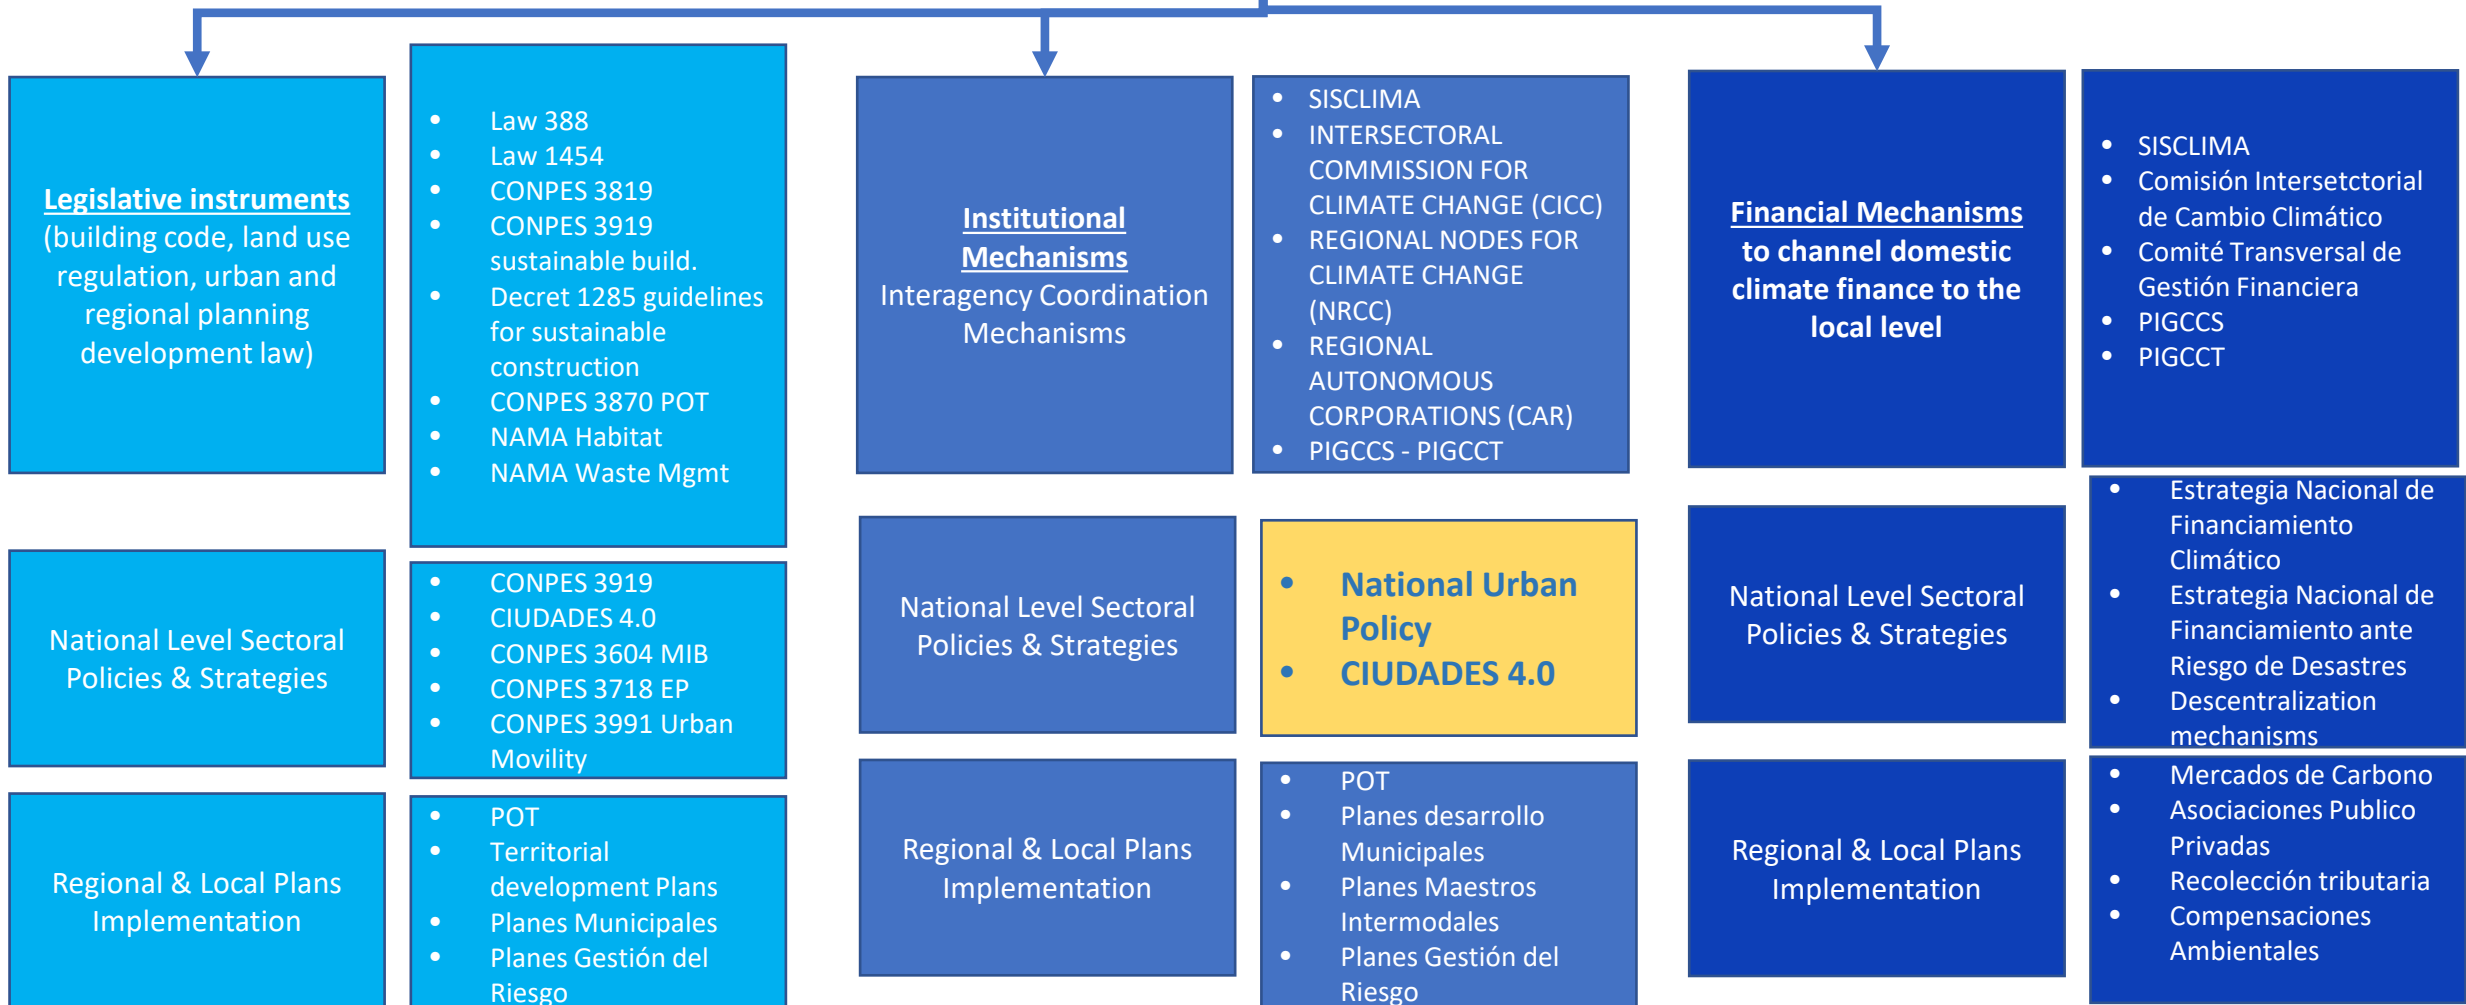 Legislative instruments
(building code, land use
regulation, urban and
regional planning
development law)
• Law 388
• Law 1454
• CONPES 3819
• CONPES 3919
sustainable build.
• Decret 1285 guidelines
for sustainable
construction
• CONPES 3870 POT
• NAMA Habitat
• NAMA Waste Mgmt
Institutional
Mechanisms
Interagency Coordination
Mechanisms
• SISCLIMA
• INTERSECTORAL
COMMISSION FOR
CLIMATE CHANGE (CICC)
• REGIONAL NODES FOR
CLIMATE CHANGE
(NRCC)
• REGIONAL
AUTONOMOUS
CORPORATIONS (CAR)
• PIGCCS - PIGCCT
Financial Mechanisms
to channel domestic
climate finance to the
local level
• SISCLIMA
• Comisión Intersetctorial
de Cambio Climático
• Comité Transversal de
Gestión Financiera
• PIGCCS
• PIGCCT
National Level Sectoral
Policies & Strategies
• CONPES 3919
• CIUDADES 4.0
• CONPES 3604 MIB
• CONPES 3718 EP
• CONPES 3991 Urban
Movility
National Level Sectoral
Policies & Strategies
• National Urban
Policy
• CIUDADES 4.0
National Level Sectoral
Policies & Strategies
• Estrategia Nacional de
Financiamiento
Climático
• Estrategia Nacional de
Financiamiento ante
Riesgo de Desastres
• Descentralization
mechanisms
Regional & Local Plans
Implementation
• POT
• Territorial
development Plans
• Planes Municipales
• Planes Gestión del
Riesgo
Regional & Local Plans
Implementation
• POT
• Planes desarrollo
Municipales
• Planes Maestros
Intermodales
• Planes Gestión del
Riesgo
Regional & Local Plans
Implementation
• Mercados de Carbono
• Asociaciones Publico
Privadas
• Recolección tributaria
• Compensaciones
Ambientales